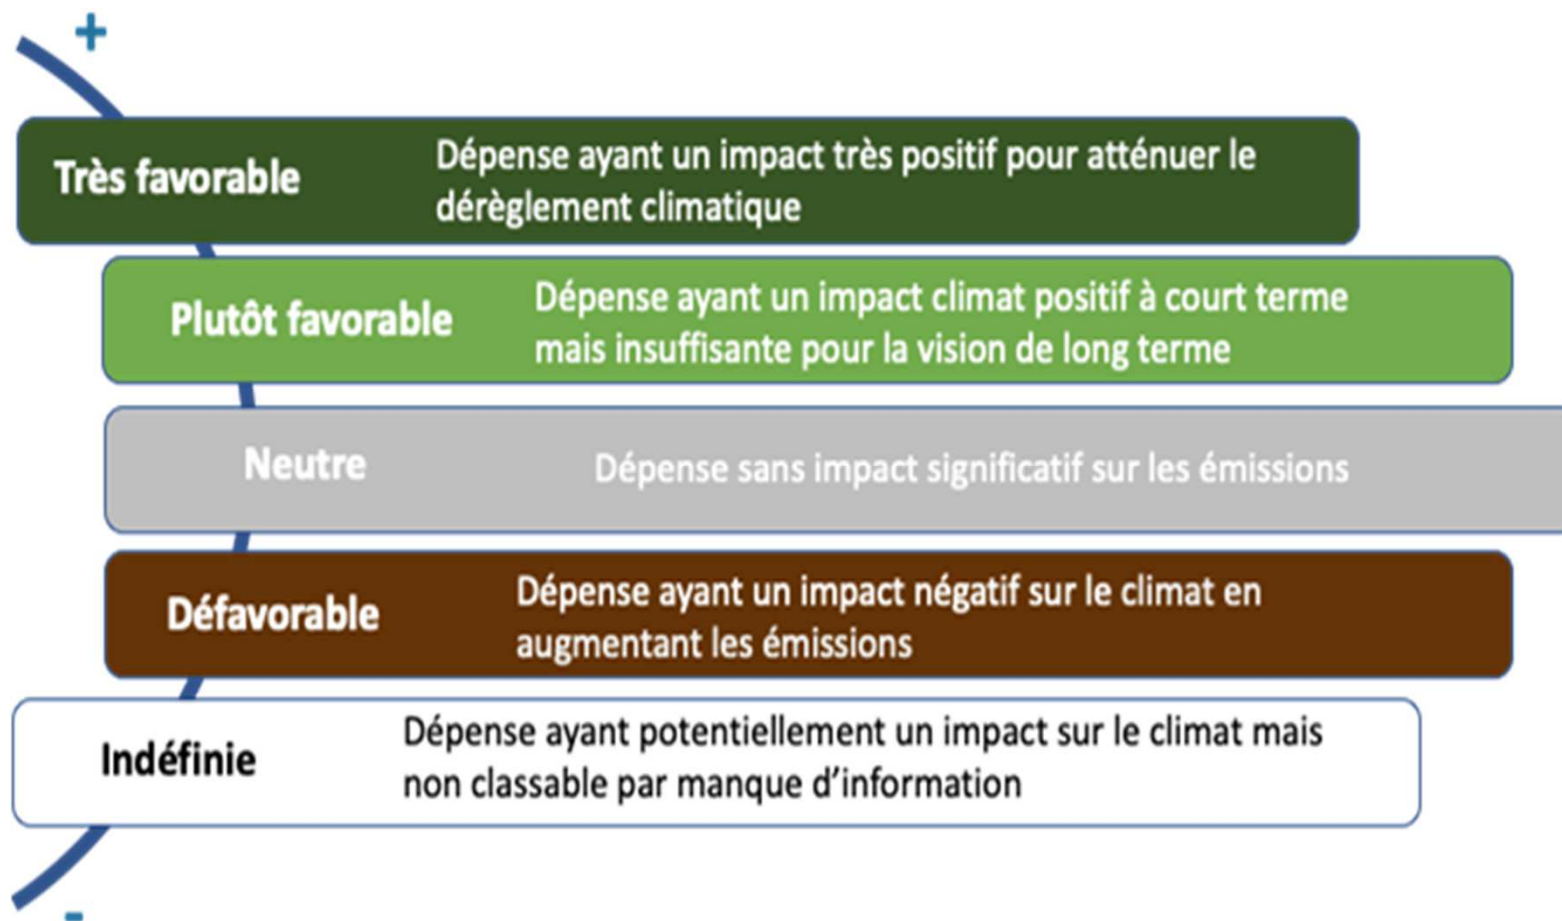 +
Très favorable
Dépense ayant un impact très positif pour atténuer le
dérèglement climatique
Plutôt favorable
Dépense ayant un impact climat positif à court terme
mais insuffisante pour la vision de long terme
Neutre
Dépense sans impact significatif sur les émissions
Défavorable
Dépense ayant un impact négatif sur le climat en
augmentant les émissions
Indéfinie
Dépense ayant potentiellement un impact sur le climat mais
non classable par manque d’information
-